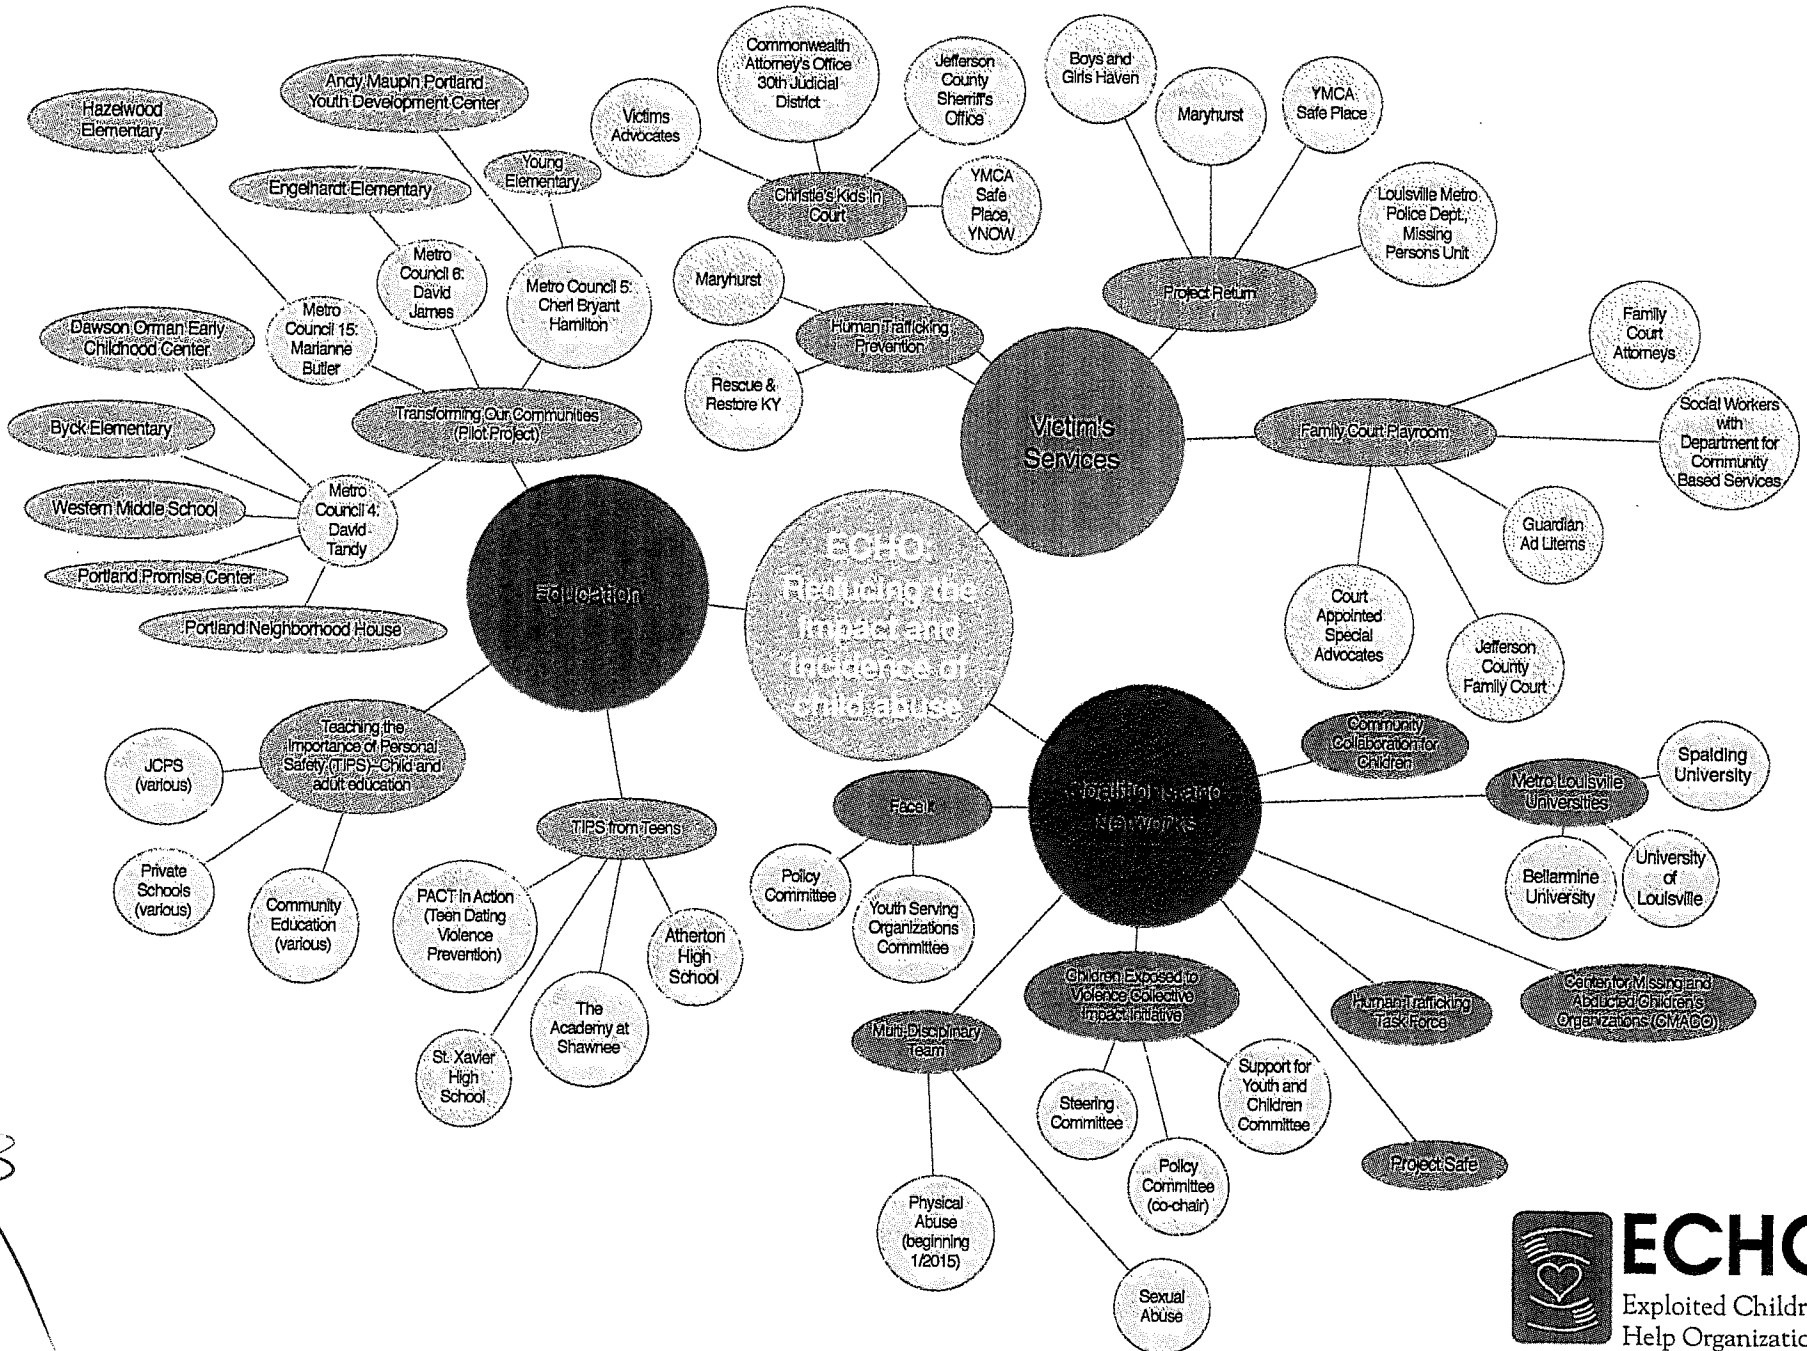 Commonwealth
Attorney's Office
30th Judicial
District
Jefferson
County
Sherriff's
Office
Boys and
Girls Haven
Maryhurst
YMCA
Safe Place
Andy Maupin Portland
Youth Development Center
Hazelwood
Elementary
Victims
Advocates
Young
Elementary
Engelhardt Elementary
Christie's Kids in
Court
YMCA
Safe
Place,
YNOW
Louisville Metro
Police Dept.,
Missing
Persons Unit
Metro
Council 6:
David
James
Metro Council 5:
Cheri Bryant
Hamilton
Maryhurst
Project Return
Metro
Council 15:
Marianne
Butler
Dawson Orman Early
Childhood Center
Human Trafficking
Prevention
Family
Court
Attorneys
Rescue &
Restore KY
Transforming Our Communities
(Pilot Project)
Byck Elementary
Victim's
Services
Family Court Playroom
Social Workers
with
Department for
Community
Based Services
Western Middle School
Metro
Council 4:
David
Tandy
Guardian
Ad Litems
Portland Promise Center
Portland Neighborhood House
Education
ECHO:
Reducing the
impact and
incidence of
child abuse
Court
Appointed
Special
Advocates
Jefferson
County
Family Court
Teaching the
Importance of Personal
Safety (TIPS)–Child and
adult education
JCPS
(various)
Community
Collaboration for
Children
Spalding
University
Metro Louisville
Universities
Coalitions and
Networks
Face It
TIPS from Teens
Private
Schools
(various)
Community
Education
(various)
PACT In Action
(Teen Dating
Violence
Prevention)
Atherton
High
School
Policy
Committee
Youth Serving
Organizations
Committee
Bellarmine
University
University
of
Louisville
The
Academy at
Shawnee
St. Xavier
High
School
Multi-Disciplinary
Team
Children Exposed to
Violence Collective
Impact Initiative
Human Trafficking
Task Force
Center for Missing and
Abducted Children's
Organizations (CMACO)
Steering
Committee
Support for
Youth and
Children
Committee
Policy
Committee
(co-chair)
Project Safe
Physical
Abuse
(beginning
1/2015)
Sexual
Abuse
ECHO
Exploited Childr
Help Organizatio